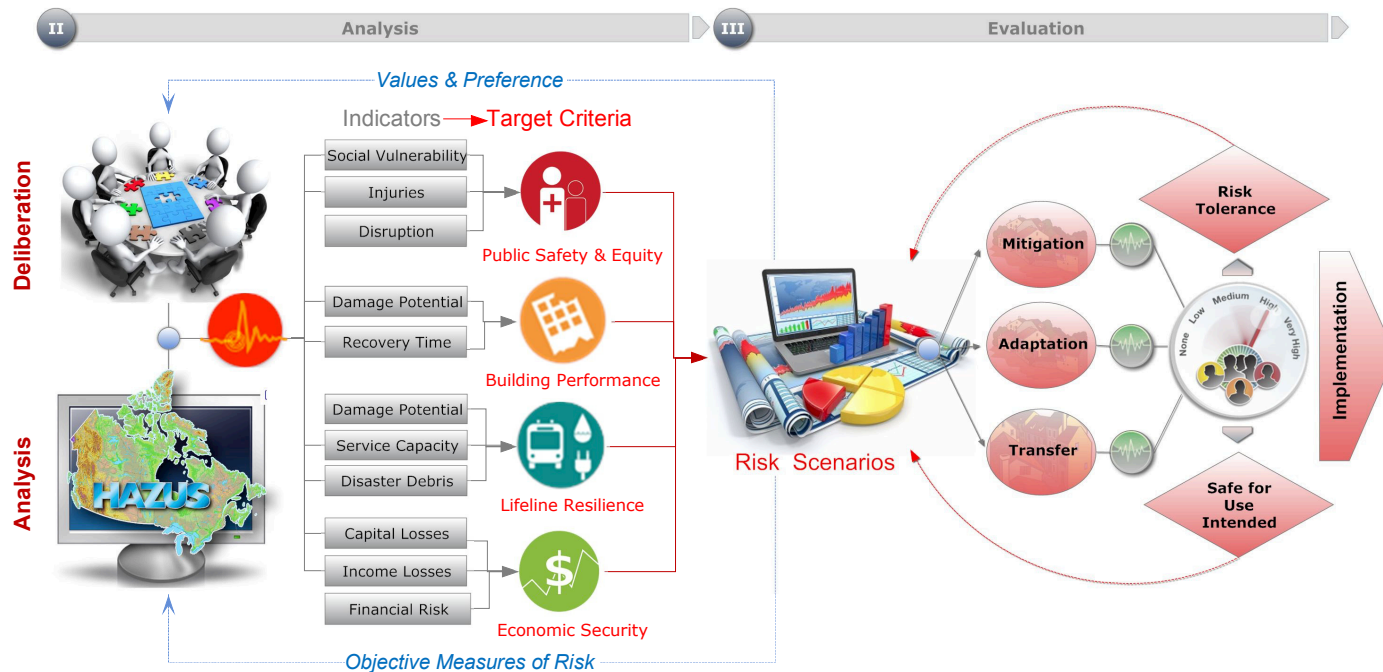 II
Analysis
III
Evaluation
Values & Preference
Indicators
Target Criteria
Deliberation
Analysis
HAZUS
Social Vulnerability
Injuries
Disruption
Public Safety & Equity
Damage Potential
Recovery Time
Building Performance
Damage Potential
Service Capacity
Disaster Debris
Lifeline Resilience
Capital Losses
Income Losses
Financial Risk
$
Economic Security
Objective Measures of Risk
Risk Scenarios
Mitigation
Adaptation
Transfer
Risk
Tolerance
None
Low
Medium
High
Very High
Safe for
Use
Intended
Implementation